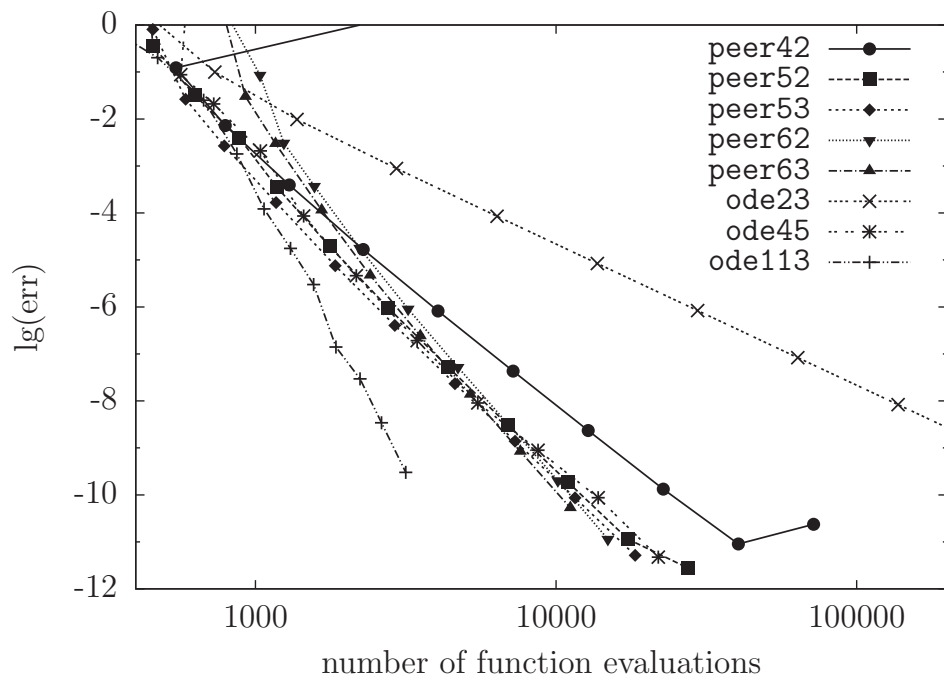 0
-2
-4
-6
-8
-10
-12
lg(err)
peer42
peer52
peer53
peer62
peer63
ode23
ode45
ode113
1000 10000 100000
number of function evaluations